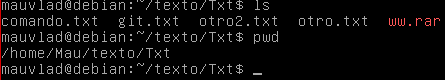 mauvlad@debian:~/texto/Txt$ ls
comando.txt git.txt otro2.txt otro.txt ww.rar
mauvlad@debian:~/texto/Txt$ pwd
/home/Mau/texto/Txt
mauvlad@debian:~/texto/Txt$ _